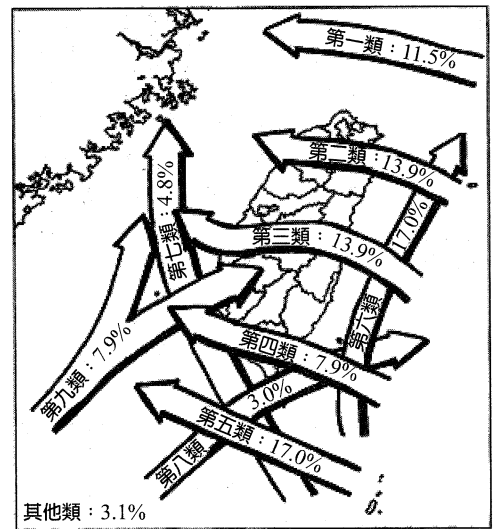 第一類：11.5%
第二類：13.9%
第三類：13.9%
第四類：7.9%
第五類：17.0%
第六類 17.0%
第七類：4.8%
第八類 3.0%
第九類：7.9%
其他類：3.1%